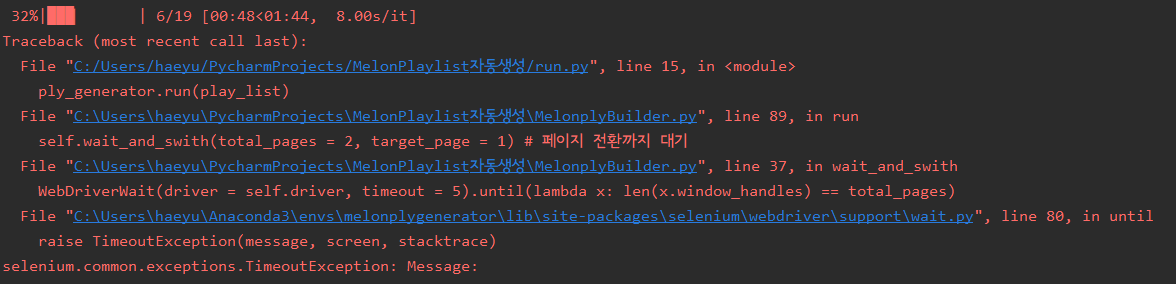 32%|███       | 6/19 [00:48<01:44,  8.00s/it]
Traceback (most recent call last):
  File "C:/Users/haeyu/PycharmProjects/MelonPlaylist자동생성/run.py", line 15, in <module>
    ply_generator.run(play_list)
  File "C:\Users\haeyu\PycharmProjects\MelonPlaylist자동생성\MelonplyBuilder.py", line 89, in run
    self.wait_and_swith(total_pages = 2, target_page = 1) # 페이지 전환까지 대기
  File "C:\Users\haeyu\PycharmProjects\MelonPlaylist자동생성\MelonplyBuilder.py", line 37, in wait_and_swith
    WebDriverWait(driver = self.driver, timeout = 5).until(lambda x: len(x.window_handles) == total_pages)
  File "C:\Users\haeyu\Anaconda3\envs\melonplygenerator\lib\site-packages\selenium\webdriver\support\wait.py", line 80, in until
    raise TimeoutException(message, screen, stacktrace)
selenium.common.exceptions.TimeoutException: Message: